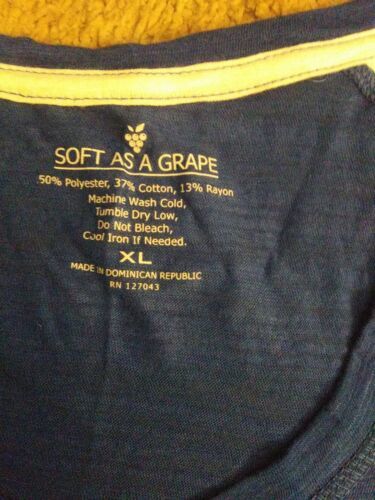 SOFT AS A GRAPE
50% Polyester, 37% Cotton, 13% Rayon
Machine Wash Cold,
Tumble Dry Low,
Do Not Bleach,
Cool Iron If Needed.
XL
MADE IN DOMINICAN REPUBLIC
RN 127043